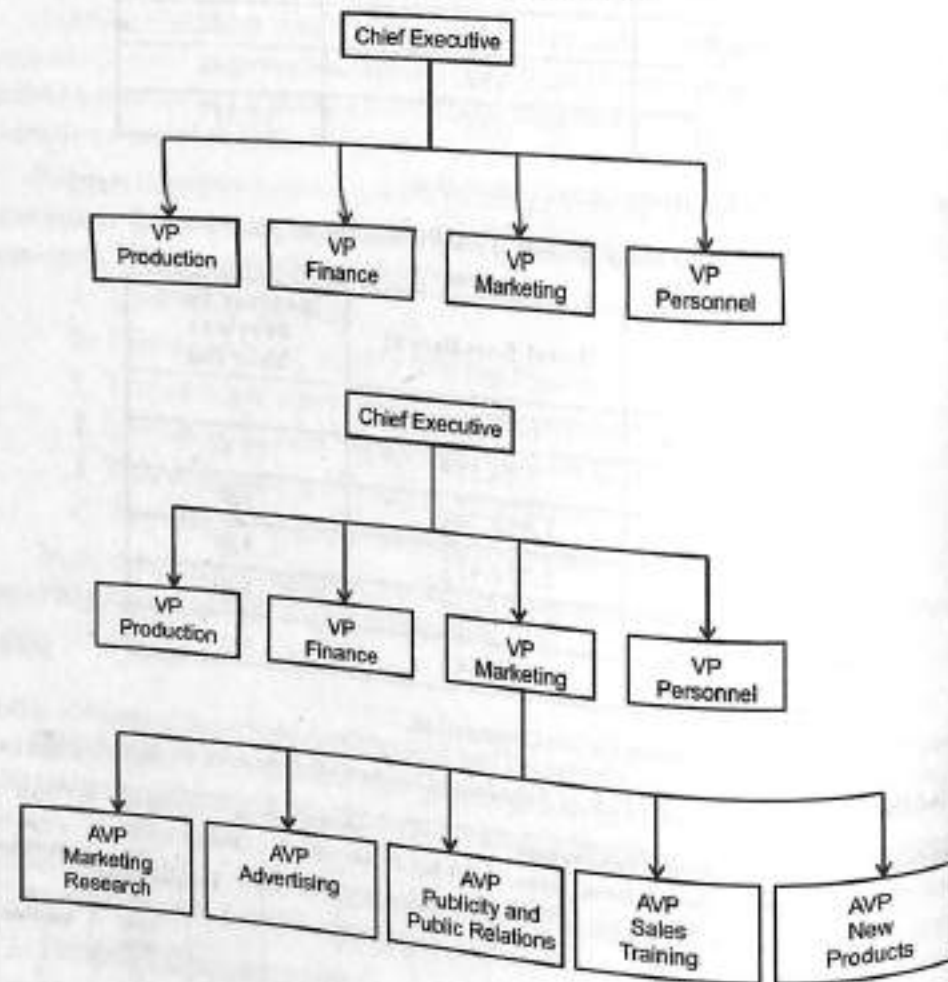 Chief Executive
VP
Production
VP
Finance
VP
Marketing
VP
Personnel
Chief Executive
VP
Production
VP
Finance
VP
Marketing
VP
Personnel
AVP
Marketing
Research
AVP
Advertising
AVP
Publicity and
Public Relations
AVP
Sales
Training
AVP
New
Products